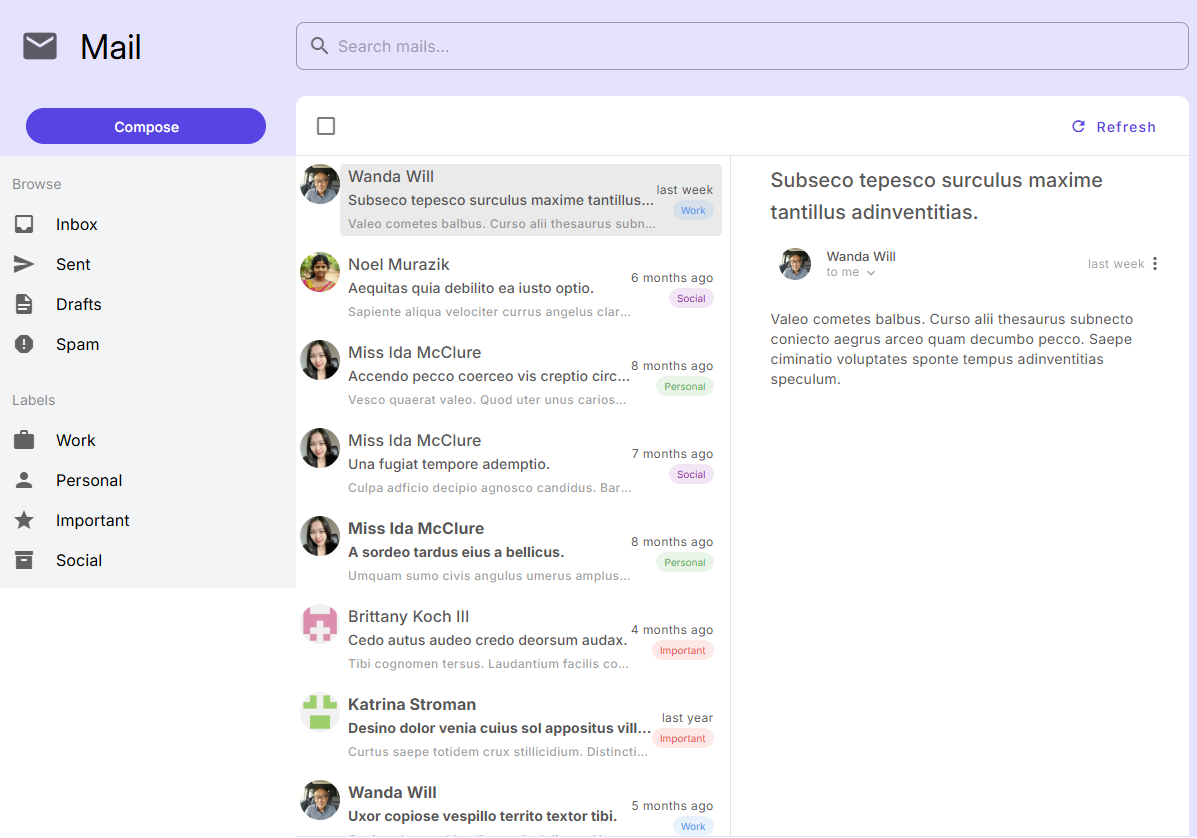 Mail
Search mails...
Compose
Refresh
Browse
Inbox
Sent
Drafts
Spam
Labels
Work
Personal
Important
Social
Wanda Will
last week
Subseco tepesco surculus maxime tantillus...
Work
Valeo cometes balbus. Curso alii thesaurus subn...
Noel Murazik
6 months ago
Aequitas quia debilito ea iusto optio.
Social
Sapiente aliqua velociter currus angelus clar...
Miss Ida McClure
8 months ago
Accendo pecco coerceo vis creptio circ...
Personal
Vesco quaerat valeo. Quod uter unus carios...
Miss Ida McClure
7 months ago
Una fugiat tempore ademptio.
Social
Culpa adficio decipio agnosco candidus. Bar...
Miss Ida McClure
8 months ago
A sordeo tardus eius a bellicus.
Personal
Umquam sumo civis angulus umerus amplus...
Brittany Koch III
4 months ago
Cedo autus audeo credo deorsum audax.
Important
Tibi cognomen tersus. Laudantium facilis co...
Katrina Stroman
last year
Desino dolor venia cuius sol appositus vill...
Important
Curtus saepe totidem crux stillicidium. Distincti...
Wanda Will
5 months ago
Uxor copiose vespillo territo textor tibi.
Work
Subseco tepesco surculus maxime
tantillus adinventitias.
Wanda Will
to me
last week
Valeo cometes balbus. Curso alii thesaurus subnecto
coniecto aegrus arceo quam decumbo pecco. Saepe
ciminatio voluptates sponte tempus adinventitias
speculum.